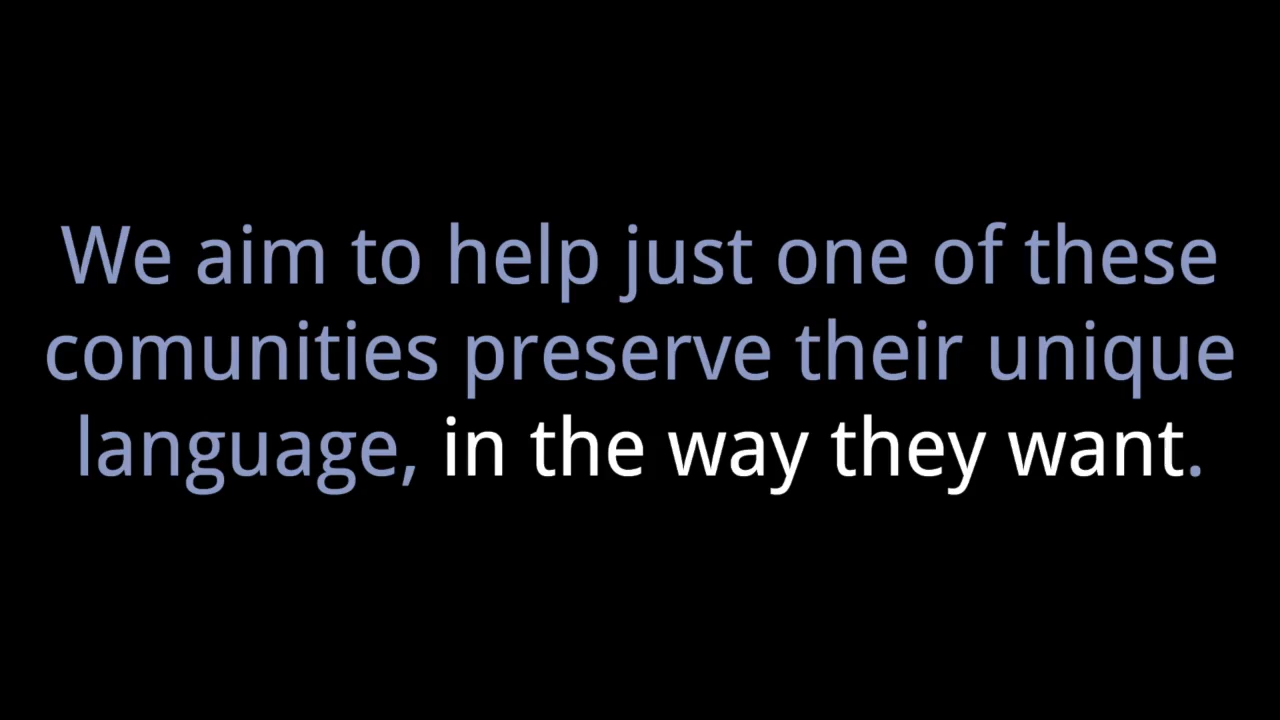 We aim to help just one of these
comunities preserve their unique
language, in the way they want.